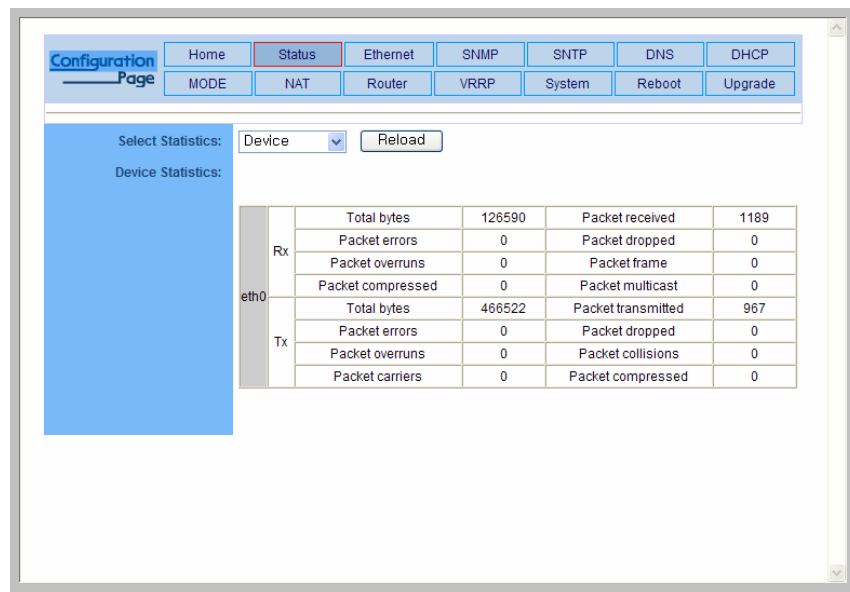 Configuration Page
Home Status Ethernet SNMP SNTP DNS DHCP
MODE NAT Router VRRP System Reboot Upgrade
Select Statistics: Device Reload
Device Statistics:
eth0
Rx
Total bytes 126590 Packet received 1189
Packet errors 0 Packet dropped 0
Packet overruns 0 Packet frame 0
Packet compressed 0 Packet multicast 0
Tx
Total bytes 466522 Packet transmitted 967
Packet errors 0 Packet dropped 0
Packet overruns 0 Packet collisions 0
Packet carriers 0 Packet compressed 0